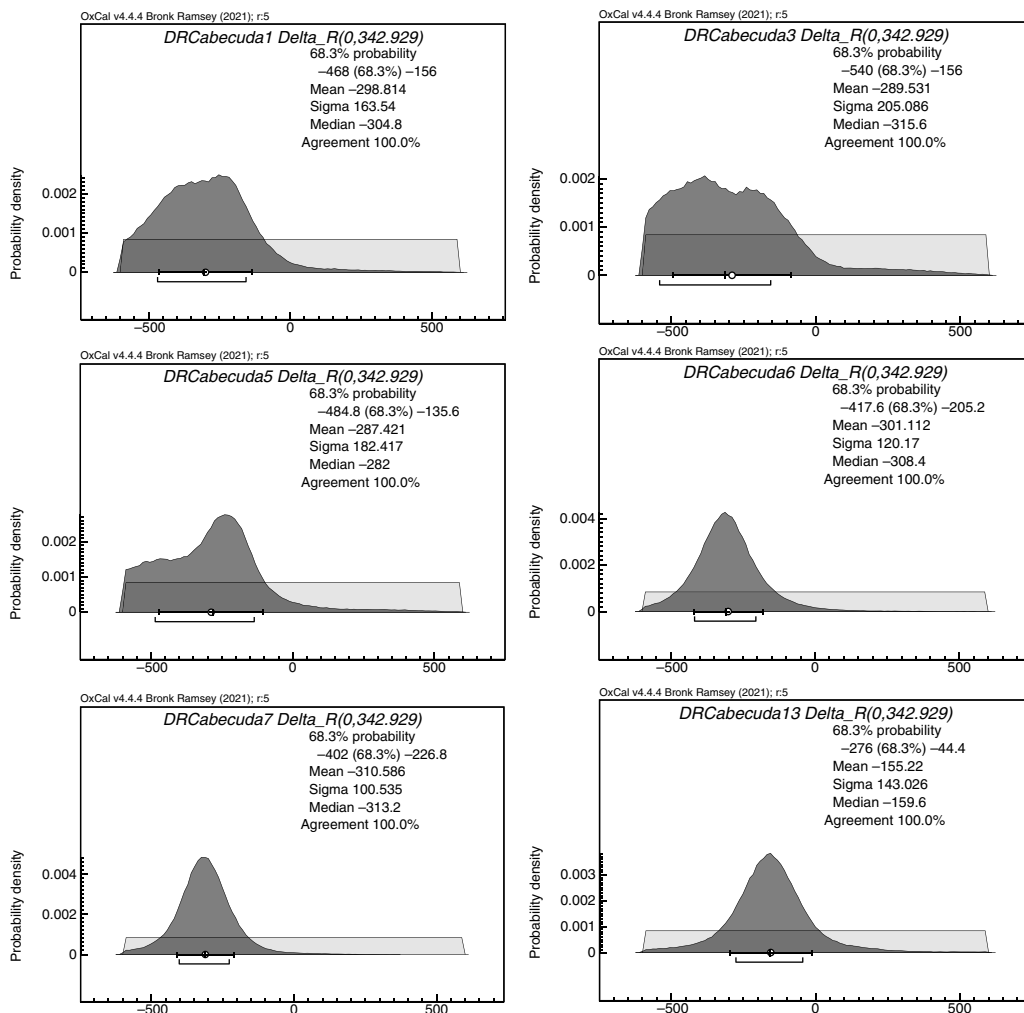 OxCal v4.4.4 Bronk Ramsey (2021); r:5
DRCabecuda1 Delta_R(0,342.929)
68.3% probability
–468 (68.3%) –156
Mean –298.814
Sigma 163.54
Median –304.8
Agreement 100.0%
Probability density
0.002
0.001
0
–500 0 500
OxCal v4.4.4 Bronk Ramsey (2021); r:5
DRCabecuda3 Delta_R(0,342.929)
68.3% probability
–540 (68.3%) –156
Mean –289.531
Sigma 205.086
Median –315.6
Agreement 100.0%
Probability density
0.002
0.001
0
–500 0 500
OxCal v4.4.4 Bronk Ramsey (2021); r:5
DRCabecuda5 Delta_R(0,342.929)
68.3% probability
–484.8 (68.3%) –135.6
Mean –287.421
Sigma 182.417
Median –282
Agreement 100.0%
Probability density
0.002
0.001
0
–500 0 500
OxCal v4.4.4 Bronk Ramsey (2021); r:5
DRCabecuda6 Delta_R(0,342.929)
68.3% probability
–417.6 (68.3%) –205.2
Mean –301.112
Sigma 120.17
Median –308.4
Agreement 100.0%
Probability density
0.004
0.002
0
–500 0 500
OxCal v4.4.4 Bronk Ramsey (2021); r:5
DRCabecuda7 Delta_R(0,342.929)
68.3% probability
–402 (68.3%) –226.8
Mean –310.586
Sigma 100.535
Median –313.2
Agreement 100.0%
Probability density
0.004
0.002
0
–500 0 500
OxCal v4.4.4 Bronk Ramsey (2021); r:5
DRCabecuda13 Delta_R(0,342.929)
68.3% probability
–276 (68.3%) –44.4
Mean –155.22
Sigma 143.026
Median –159.6
Agreement 100.0%
Probability density
0.003
0.002
0.001
0
–500 0 500